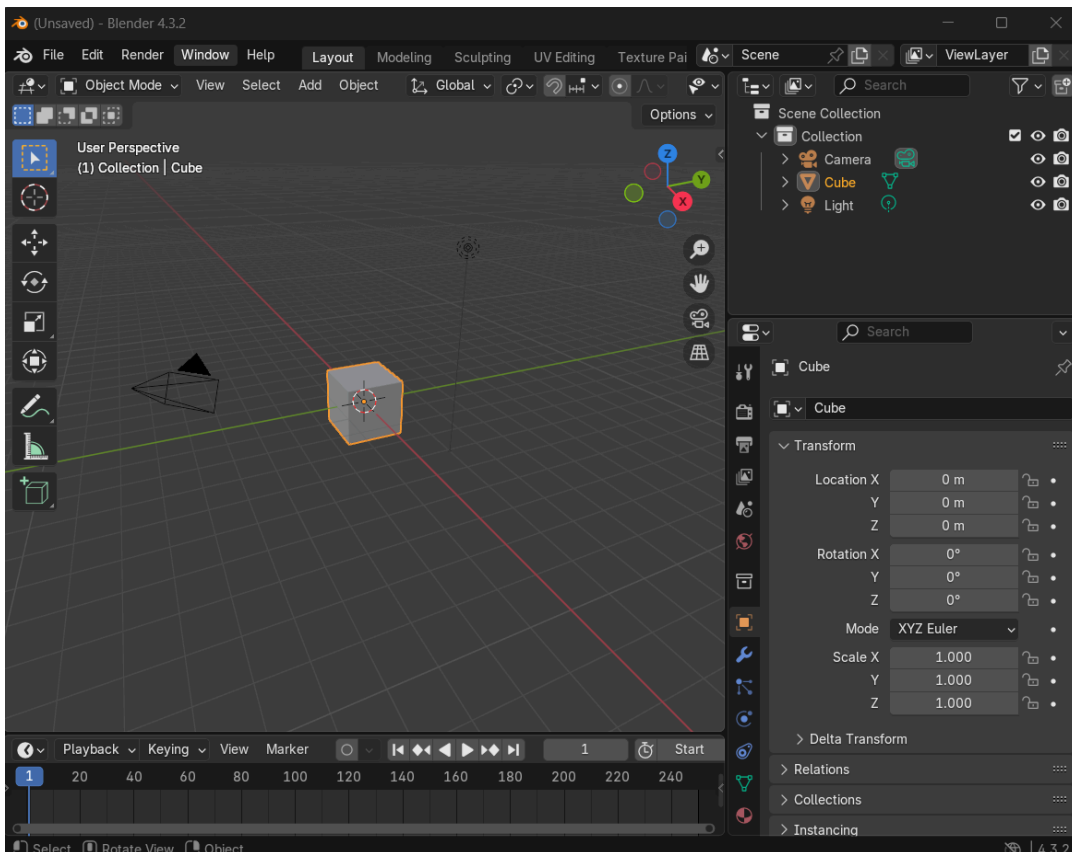 (Unsaved) - Blender 4.3.2
File Edit Render Window Help Layout Modeling Sculpting UV Editing Texture Pai Scene ViewLayer
Object Mode View Select Add Object Global Search
Options
User Perspective
(1) Collection | Cube
Z
Y
X
Scene Collection
Collection
Camera
Cube
Light
Search
Cube
Cube
Transform
Location X 0 m
Y 0 m
Z 0 m
Rotation X 0°
Y 0°
Z 0°
Mode XYZ Euler
Scale X 1.000
Y 1.000
Z 1.000
Delta Transform
Relations
Collections
Instancing
Playback Keying View Marker 1 Start
1 20 40 60 80 100 120 140 160 180 200 220 240
Select Rotate View Object 4.3.2